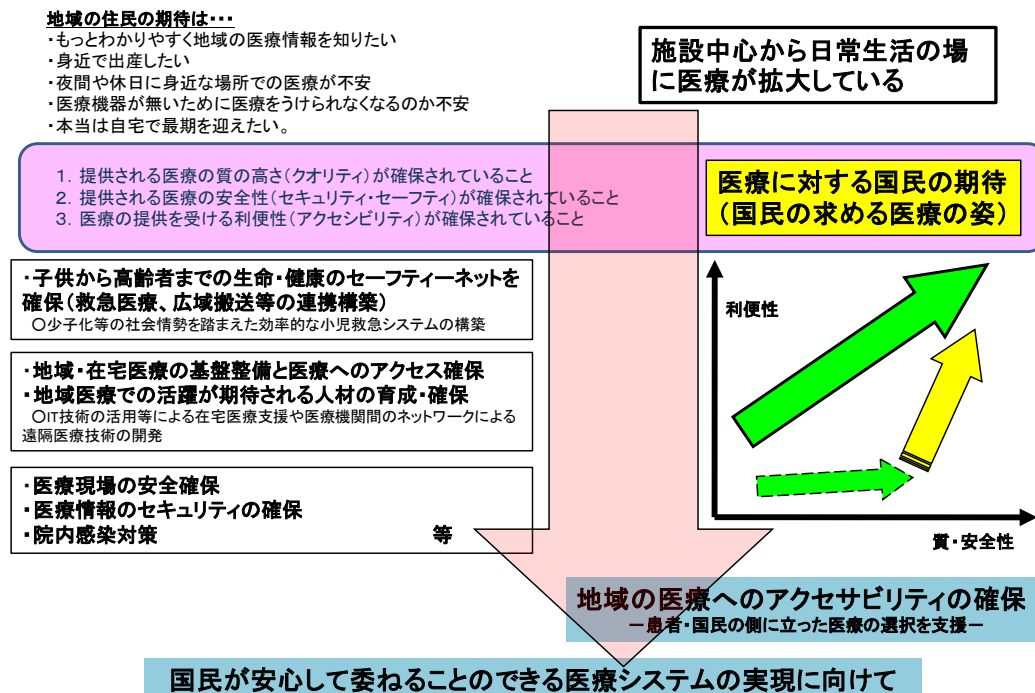 地域の住民の期待は･･･
・もっとわかりやすく地域の医療情報を知りたい
・身近で出産したい
・夜間や休日に身近な場所での医療が不安
・医療機器が無いために医療をうけられなくなるのか不安
・本当は自宅で最期を迎えたい。
施設中心から日常生活の場
に医療が拡大している
1．提供される医療の質の高さ（クオリティ）が確保されていること
2．提供される医療の安全性（セキュリティ・セーフティ）が確保されていること
3．医療の提供を受ける利便性（アクセシビリティ）が確保されていること
医療に対する国民の期待
（国民の求める医療の姿）
・子供から高齢者までの生命・健康のセーフティーネットを
確保（救急医療、広域搬送等の連携構築）
○少子化等の社会情勢を踏まえた効率的な小児救急システムの構築
・地域・在宅医療の基盤整備と医療へのアクセス確保
・地域医療での活躍が期待される人材の育成・確保
○IT技術の活用等による在宅医療支援や医療機関間のネットワークによる
遠隔医療技術の開発
・医療現場の安全確保
・医療情報のセキュリティの確保
・院内感染対策 等
利便性
質・安全性
地域の医療へのアクセサビリティの確保
－患者・国民の側に立った医療の選択を支援－
国民が安心して委ねることのできる医療システムの実現に向けて